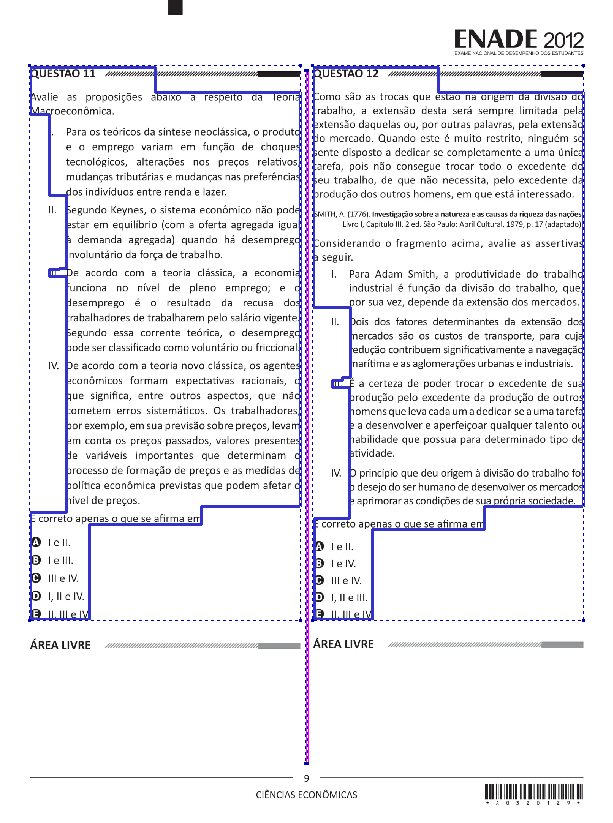 ENADE 2012
EXAME NACIONAL DE DESEMPENHO DOS ESTUDANTES
QUESTÃO 11
Avalie as proposições abaixo a respeito da Teoria
Macroeconômica.
I. Para os teóricos da síntese neoclássica, o produto
e o emprego variam em função de choques
tecnológicos, alterações nos preços relativos,
mudanças tributárias e mudanças nas preferências
dos indivíduos entre renda e lazer.
II. Segundo Keynes, o sistema econômico não pode
estar em equilíbrio (com a oferta agregada igual
à demanda agregada) quando há desemprego
involuntário da força de trabalho.
III. De acordo com a teoria clássica, a economia
funciona no nível de pleno emprego; e o
desemprego é o resultado da recusa dos
trabalhadores de trabalharem pelo salário vigente.
Segundo essa corrente teórica, o desemprego
pode ser classificado como voluntário ou friccional.
IV. De acordo com a teoria novo clássica, os agentes
econômicos formam expectativas racionais, o
que significa, entre outros aspectos, que não
cometem erros sistemáticos. Os trabalhadores,
por exemplo, em sua previsão sobre preços, levam
em conta os preços passados, valores presentes
de variáveis importantes que determinam o
processo de formação de preços e as medidas de
política econômica previstas que podem afetar o
nível de preços.
É correto apenas o que se afirma em
A I e II.
B I e III.
C III e IV.
D I, II e IV.
E II, III e IV.
ÁREA LIVRE
QUESTÃO 12
Como são as trocas que estão na origem da divisão do
trabalho, a extensão desta será sempre limitada pela
extensão daquelas ou, por outras palavras, pela extensão
do mercado. Quando este é muito restrito, ninguém se
sente disposto a dedicar se completamente a uma única
tarefa, pois não consegue trocar todo o excedente do
seu trabalho, de que não necessita, pelo excedente da
produção dos outros homens, em que está interessado.
SMITH, A. (1776). Investigação sobre a natureza e as causas da riqueza das nações.
Livro I, Capitulo III. 2 ed. São Paulo: Abril Cultural, 1979, p. 17 (adaptado).
Considerando o fragmento acima, avalie as assertivas
a seguir.
I. Para Adam Smith, a produtividade do trabalho
industrial é função da divisão do trabalho, que,
por sua vez, depende da extensão dos mercados.
II. Dois dos fatores determinantes da extensão dos
mercados são os custos de transporte, para cuja
redução contribuem significativamente a navegação
marítima e as aglomerações urbanas e industriais.
III. É a certeza de poder trocar o excedente de sua
produção pelo excedente da produção de outros
homens que leva cada um a dedicar-se a uma tarefa
e a desenvolver e aperfeiçoar qualquer talento ou
habilidade que possua para determinado tipo de
atividade.
IV. O princípio que deu origem à divisão do trabalho foi
o desejo do ser humano de desenvolver os mercados
e aprimorar as condições de sua própria sociedade.
É correto apenas o que se afirma em
A I e II.
B I e IV.
C III e IV.
D I, II e III.
E II, III e IV.
ÁREA LIVRE
9
CIÊNCIAS ECONÔMICAS
* A 0 3 2 0 1 2 9 *